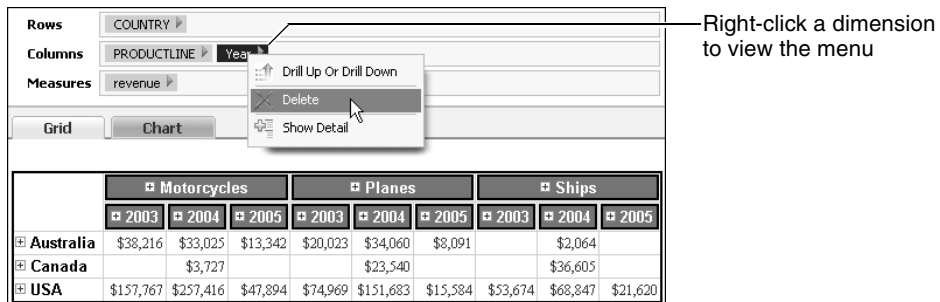 Rows COUNTRY
Columns PRODUCTLINE Year
Measures revenue
Drill Up Or Drill Down
Delete
Show Detail
Right-click a dimension
to view the menu
Grid Chart
Motorcycles Planes Ships
2003 2004 2005 2003 2004 2005 2003 2004 2005
Australia $38,216 $33,025 $13,342 $20,023 $34,060 $8,091 $2,064
Canada $3,727 $23,540 $36,605
USA $157,767 $257,416 $47,894 $74,969 $151,683 $15,584 $53,674 $68,847 $21,620